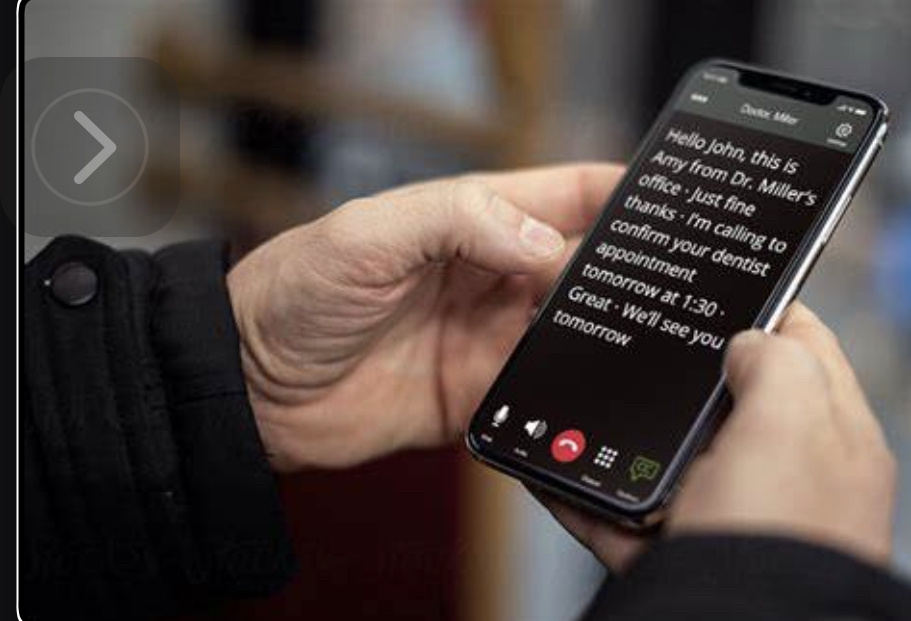 Doctor Miller
Hello John, this is
Amy from Dr. Miller's
office · Just fine
thanks · I'm calling to
confirm your dentist
appointment
tomorrow at 1:30 ·
Great · We'll see you
tomorrow
CC